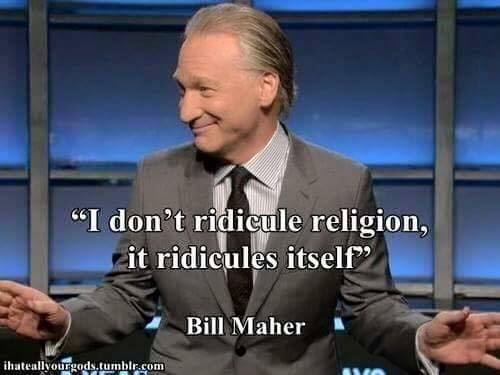 “I don’t ridicule religion,
it ridicules itself”
Bill Maher
ihateallyourgods.tumblr.com